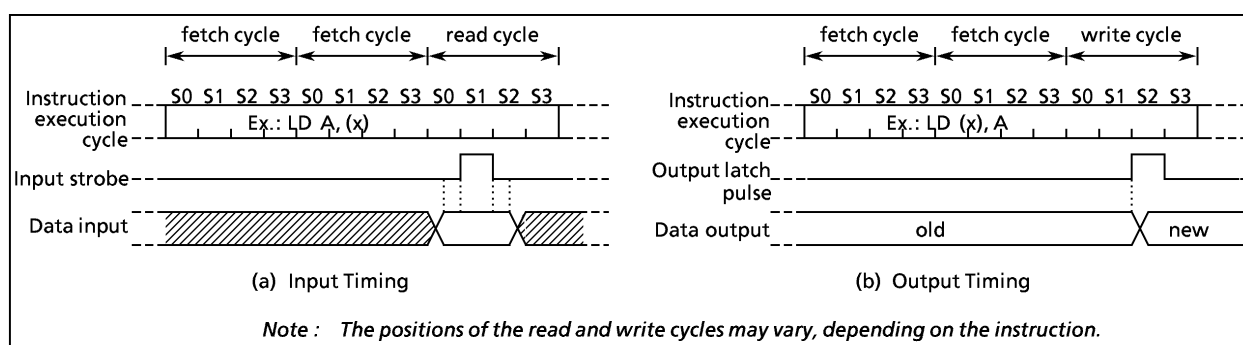 fetch cycle fetch cycle read cycle
Instruction execution cycle
S0 S1 S2 S3 S0 S1 S2 S3 S0 S1 S2 S3
Ex.: LD A, (x)
Input strobe
Data input
(a) Input Timing
fetch cycle fetch cycle write cycle
Instruction execution cycle
S0 S1 S2 S3 S0 S1 S2 S3 S0 S1 S2 S3
Ex.: LD (x), A
Output latch pulse
Data output
old new
(b) Output Timing
Note : The positions of the read and write cycles may vary, depending on the instruction.